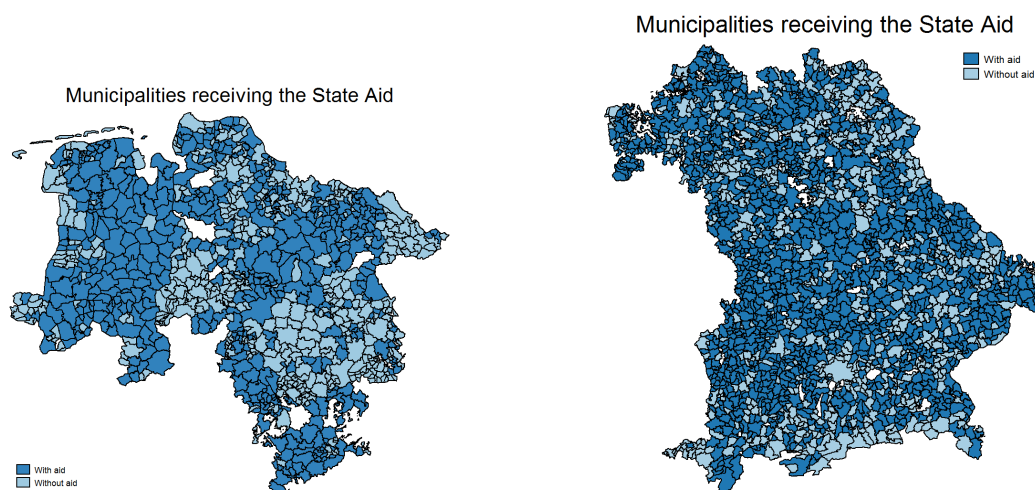 Municipalities receiving the State Aid
With aid
Without aid
Municipalities receiving the State Aid
With aid
Without aid